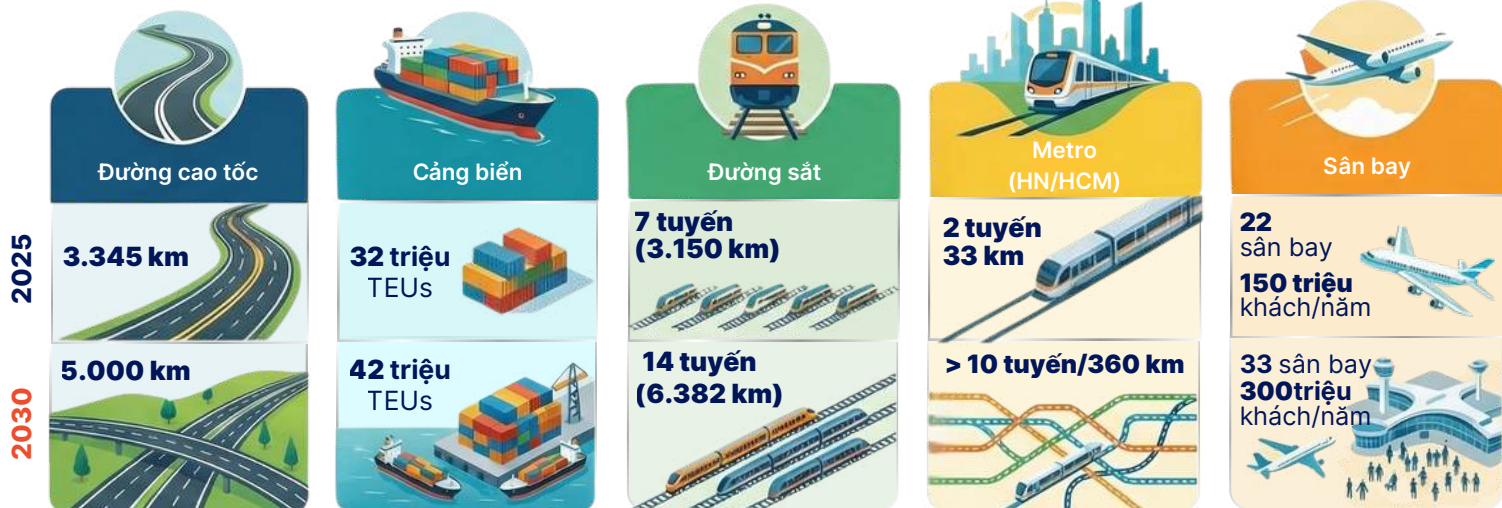 Đường cao tốc
Cảng biển
Đường sắt
Metro
(HN/HCM)
Sân bay
2025
3.345 km
32 triệu
TEUs
7 tuyến
(3.150 km)
2 tuyến
33 km
22
sân bay
150 triệu
khách/năm
2030
5.000 km
42 triệu
TEUs
14 tuyến
(6.382 km)
> 10 tuyến/360 km
33 sân bay
300triệu
khách/năm